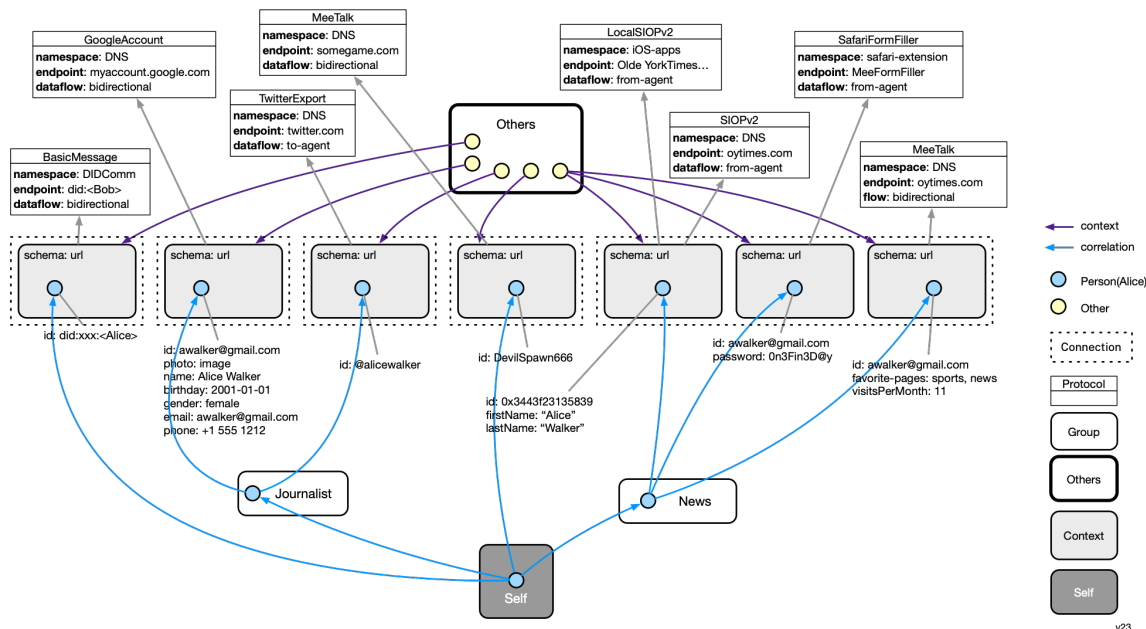 GoogleAccount
namespace: DNS
endpoint: myaccount.google.com
dataflow: bidirectional
MeeTalk
namespace: DNS
endpoint: somegame.com
dataflow: bidirectional
LocalSIOPv2
namespace: iOS-apps
endpoint: Olde YorkTimes...
dataflow: from-agent
SafariFormFiller
namespace: safari-extension
endpoint: MeeFormFiller
dataflow: from-agent
TwitterExport
namespace: DNS
endpoint: twitter.com
dataflow: to-agent
Others
SIOPv2
namespace: DNS
endpoint: oytimes.com
dataflow: from-agent
BasicMessage
namespace: DIDComm
endpoint: did:<Bob>
dataflow: bidirectional
MeeTalk
namespace: DNS
endpoint: oytimes.com
flow: bidirectional
schema: url
schema: url
schema: url
schema: url
schema: url
schema: url
schema: url
id: did:xxx:<Alice>
id: awalker@gmail.com
photo: image
name: Alice Walker
birthday: 2001-01-01
gender: female
email: awalker@gmail.com
phone: +1 555 1212
id: @alicewalker
id: DevilSpawn666
id: 0x3443f23135839
firstName: “Alice”
lastName: “Walker”
id: awalker@gmail.com
password: 0n3Fin3D@y
id: awalker@gmail.com
favorite-pages: sports, news
visitsPerMonth: 11
Journalist
News
Self
context
correlation
Person(Alice)
Other
Connection
Protocol
Group
Others
Context
Self
v23